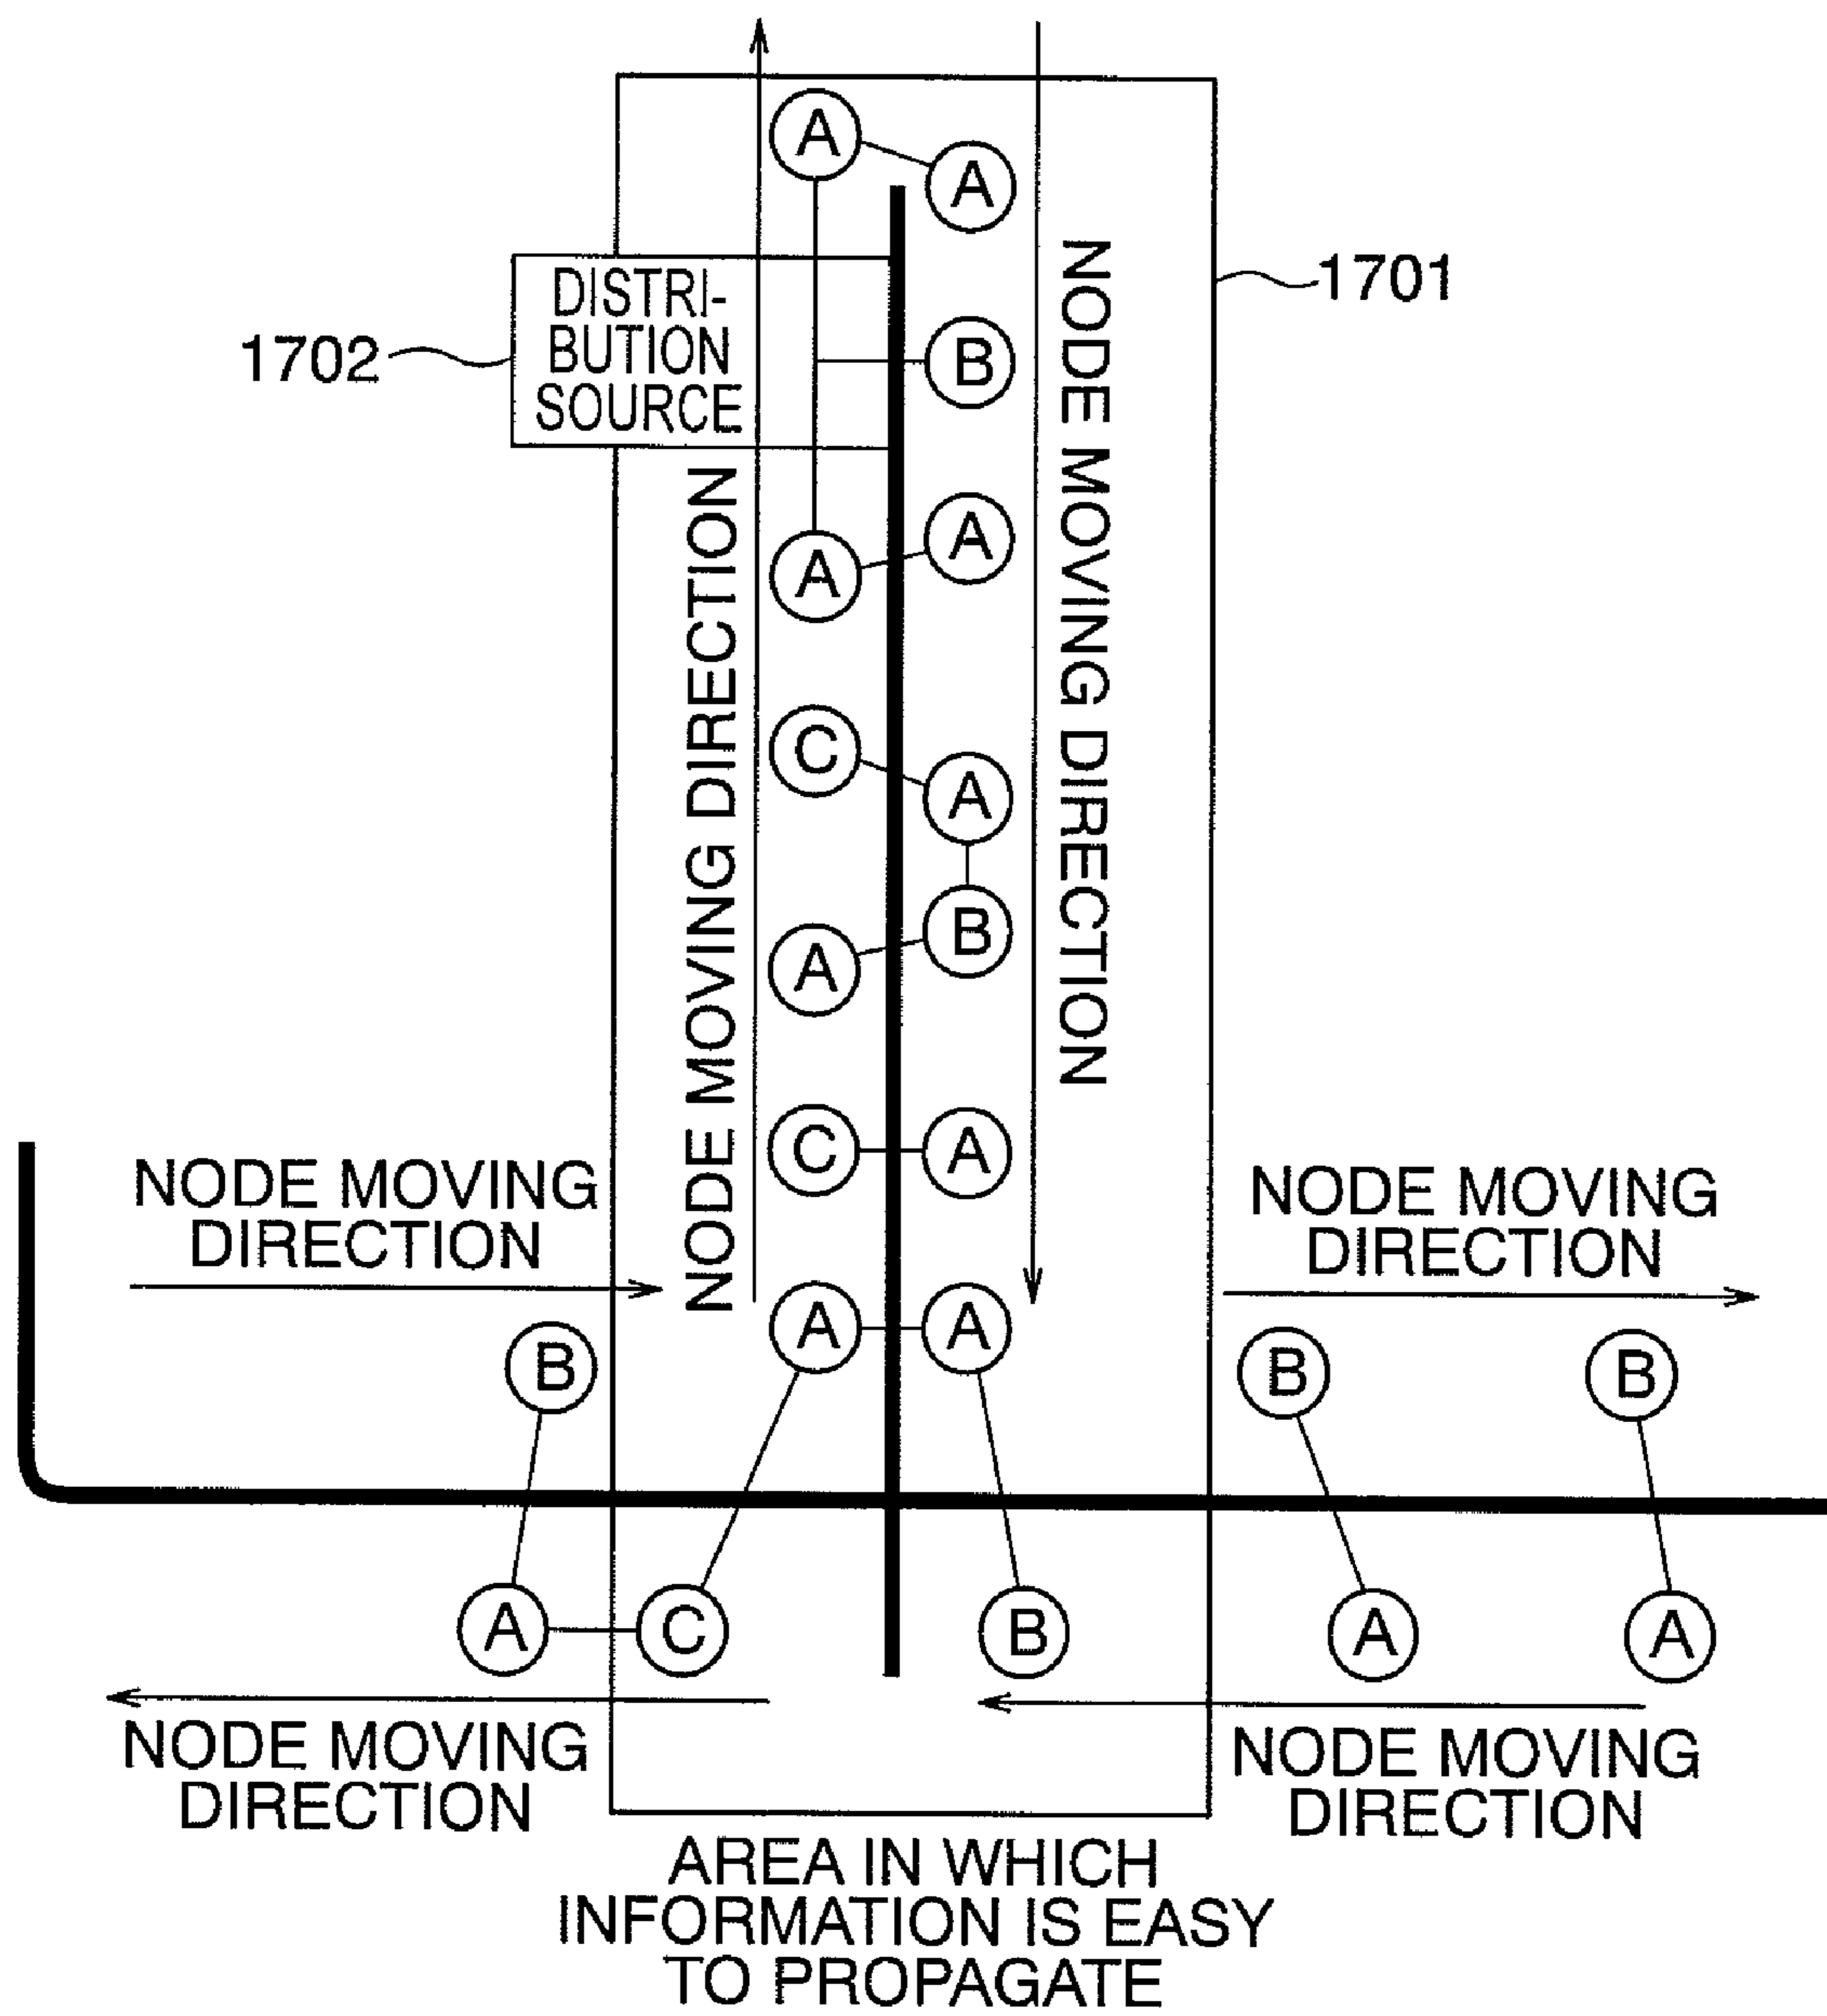 A
A
NODE MOVING DIRECTION
1701
DISTRI-
BUTION
SOURCE
1702
B
NODE MOVING DIRECTION
A
A
C
A
B
A
C
A
NODE MOVING
DIRECTION
NODE MOVING
DIRECTION
A
A
B
B
B
A
C
B
A
A
NODE MOVING
DIRECTION
NODE MOVING
DIRECTION
AREA IN WHICH
INFORMATION IS EASY
TO PROPAGATE